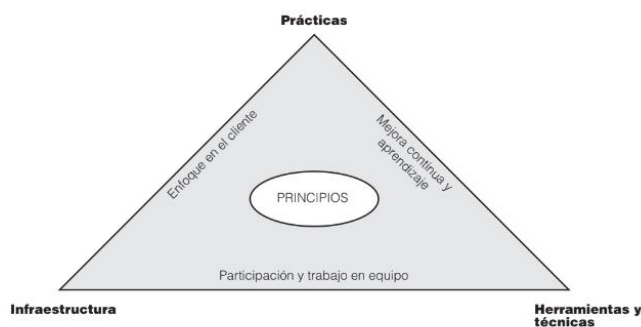 Prácticas
Enfoque en el cliente
Mejora continua y
aprendizaje
PRINCIPIOS
Participación y trabajo en equipo
Infraestructura
Herramientas y
técnicas